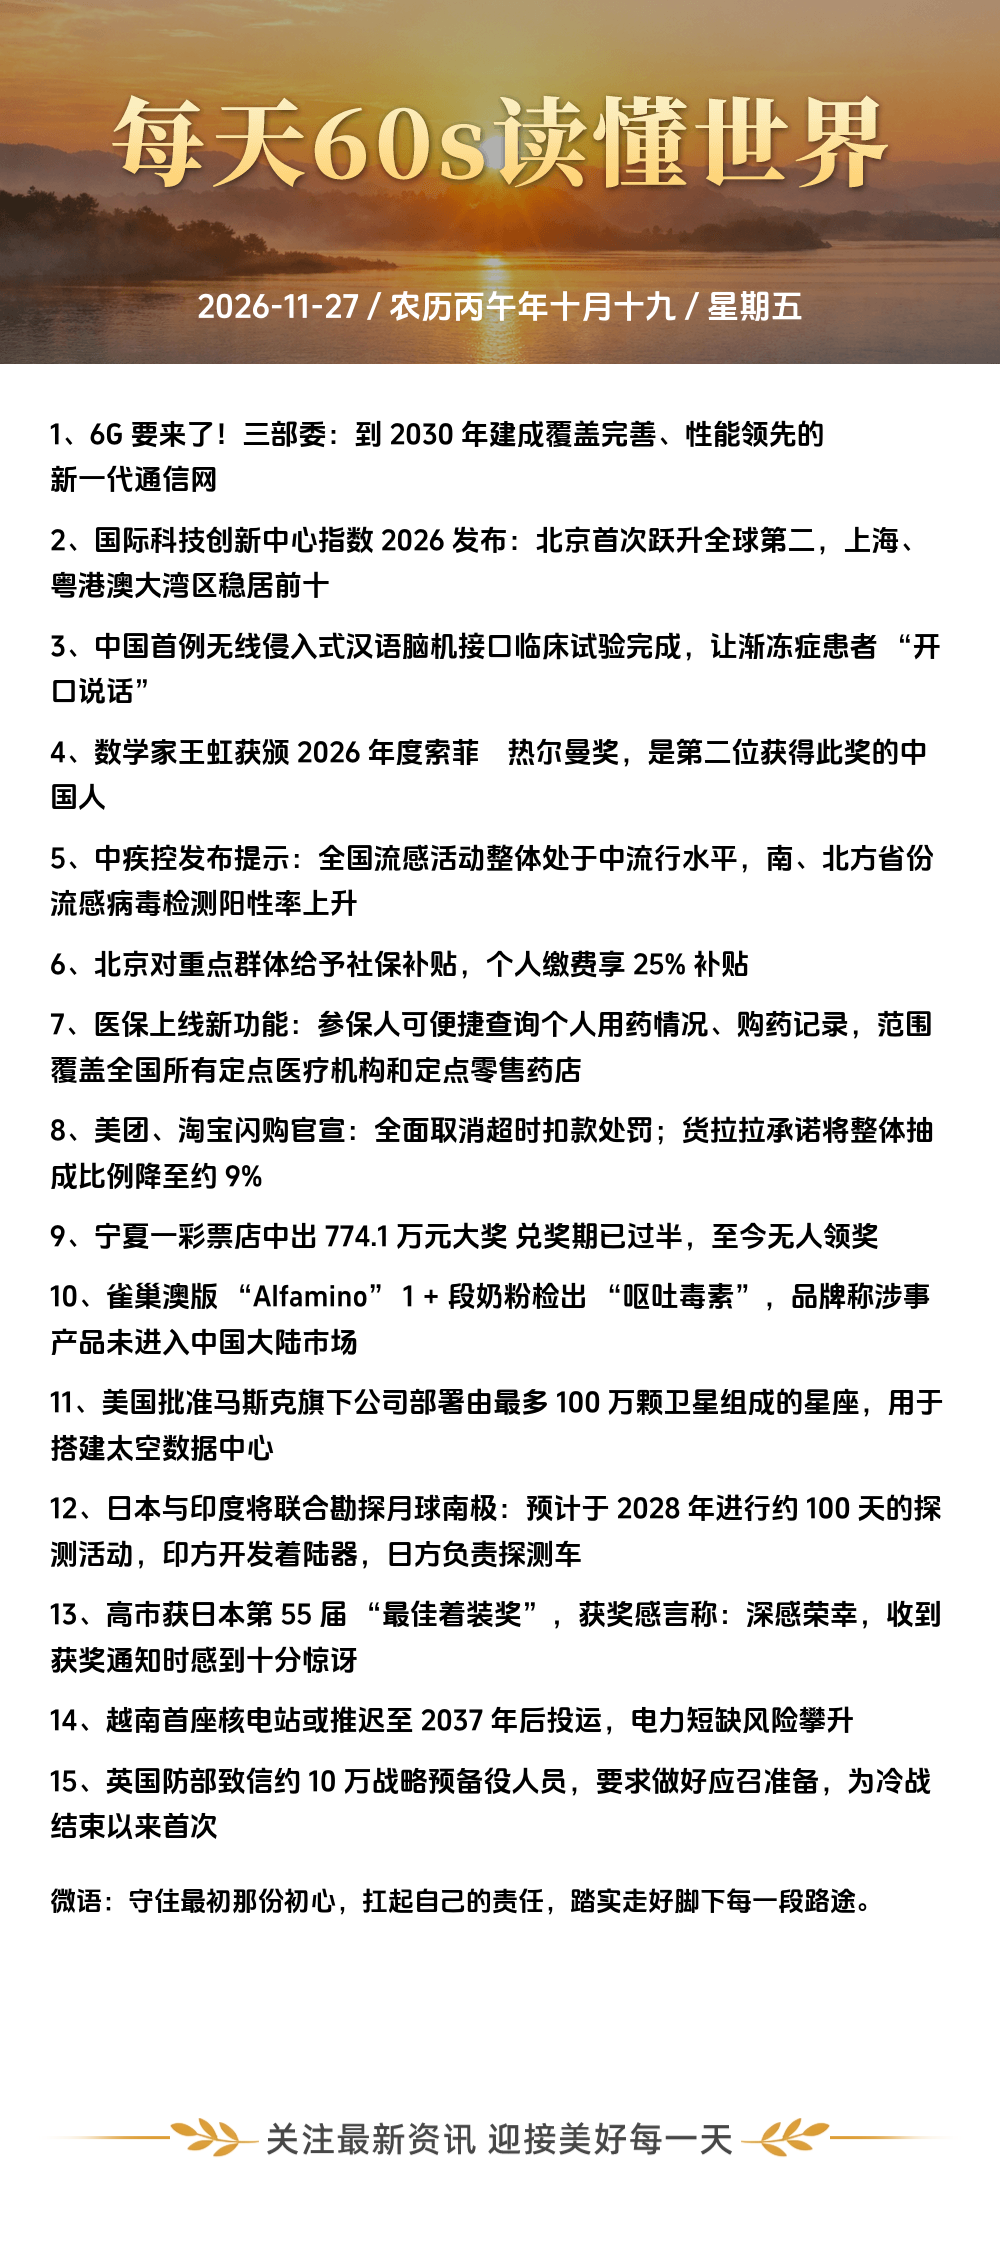 每天60s读懂世界
2026-11-27 / 农历丙午年十月十九 / 星期五
1、6G 要来了！三部委：到 2030 年建成覆盖完善、性能领先的
新一代通信网
2、国际科技创新中心指数 2026 发布：北京首次跃升全球第二，上海、
粤港澳大湾区稳居前十
3、中国首例无线侵入式汉语脑机接口临床试验完成，让渐冻症患者 “开
口说话”
4、数学家王虹获颁 2026 年度索菲　热尔曼奖，是第二位获得此奖的中
国人
5、中疾控发布提示：全国流感活动整体处于中流行水平，南、北方省份
流感病毒检测阳性率上升
6、北京对重点群体给予社保补贴，个人缴费享 25% 补贴
7、医保上线新功能：参保人可便捷查询个人用药情况、购药记录，范围
覆盖全国所有定点医疗机构和定点零售药店
8、美团、淘宝闪购官宣：全面取消超时扣款处罚；货拉拉承诺将整体抽
成比例降至约 9%
9、宁夏一彩票店中出 774.1 万元大奖 兑奖期已过半，至今无人领奖
10、雀巢澳版 “Alfamino” 1 + 段奶粉检出 “呕吐毒素”，品牌称涉事
产品未进入中国大陆市场
11、美国批准马斯克旗下公司部署由最多 100 万颗卫星组成的星座，用于
搭建太空数据中心
12、日本与印度将联合勘探月球南极：预计于 2028 年进行约 100 天的探
测活动，印方开发着陆器，日方负责探测车
13、高市获日本第 55 届 “最佳着装奖”，获奖感言称：深感荣幸，收到
获奖通知时感到十分惊讶
14、越南首座核电站或推迟至 2037 年后投运，电力短缺风险攀升
15、英国防部致信约 10 万战略预备役人员，要求做好应召准备，为冷战
结束以来首次
微语：守住最初那份初心，扛起自己的责任，踏实走好脚下每一段路途。
关注最新资讯 迎接美好每一天